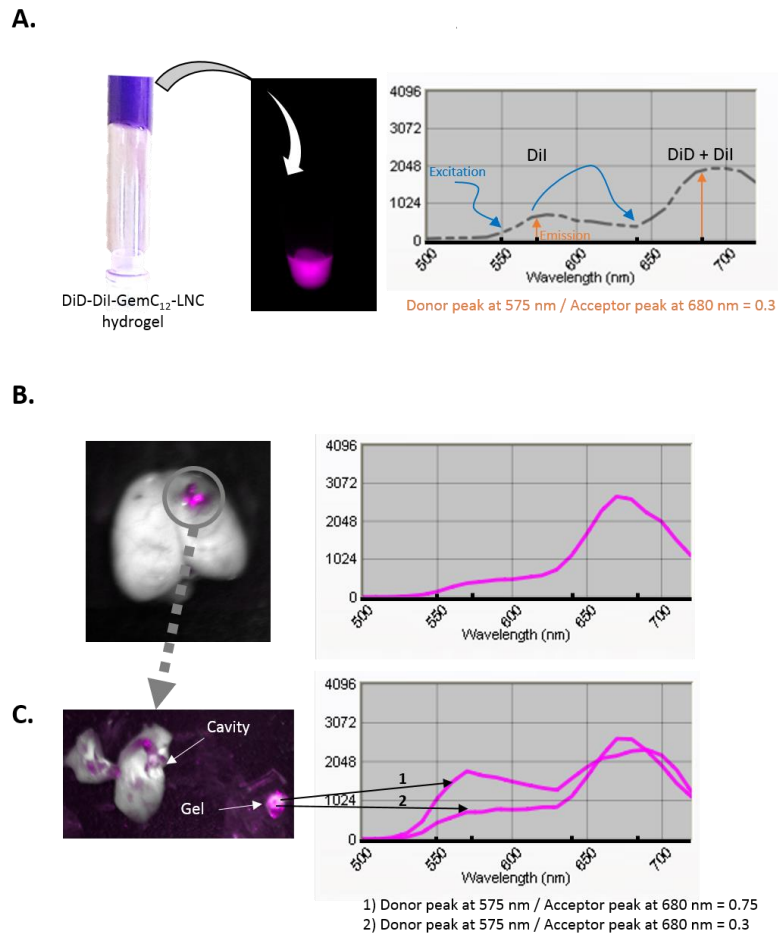 A.
DiD-DiI-GemC12-LNC
hydrogel
4096
3072
2048
1024
0
DiI
DiD + DiI
Excitation
Emission
500
550
600
650
700
Wavelength (nm)
Donor peak at 575 nm / Acceptor peak at 680 nm = 0.3
B.
4096
3072
2048
1024
0
500
550
600
650
700
Wavelength (nm)
C.
Cavity
Gel
4096
3072
2048
1024
0
1
2
500
550
600
650
700
Wavelength (nm)
1) Donor peak at 575 nm / Acceptor peak at 680 nm = 0.75
2) Donor peak at 575 nm / Acceptor peak at 680 nm = 0.3